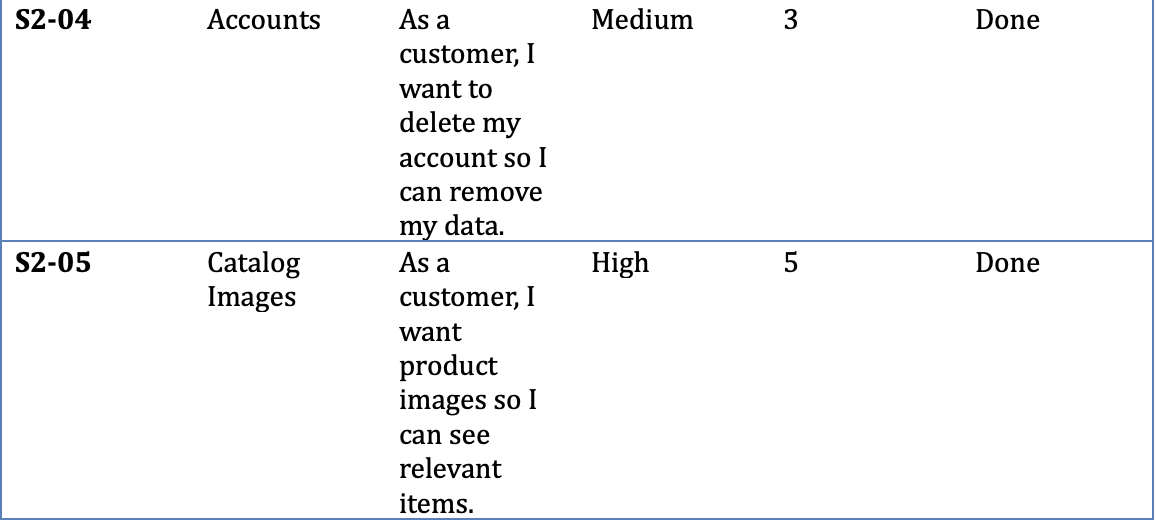 S2-04 Accounts As a Medium 3 Done
customer, I
want to
delete my
account so I
can remove
my data.
S2-05 Catalog As a High 5 Done
Images customer, I
want
product
images so I
can see
relevant
items.